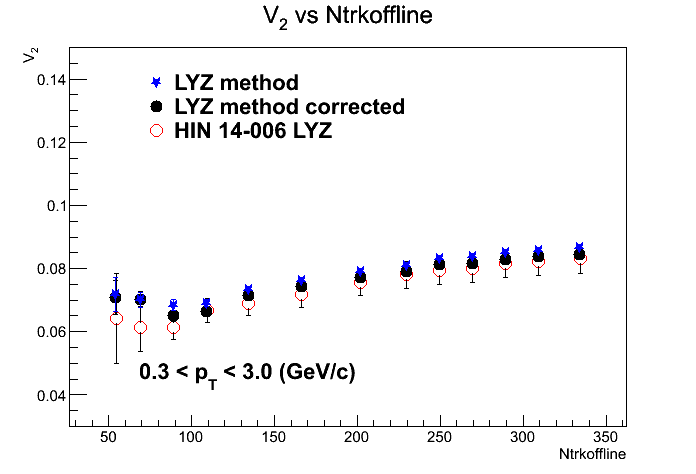 V2 vs Ntrkoffline
V2
0.14
LYZ method
LYZ method corrected
HIN 14-006 LYZ
0.12
0.1
0.08
0.06
0.3 < pT < 3.0 (GeV/c)
0.04
50 100 150 200 250 300 350
Ntrkoffline